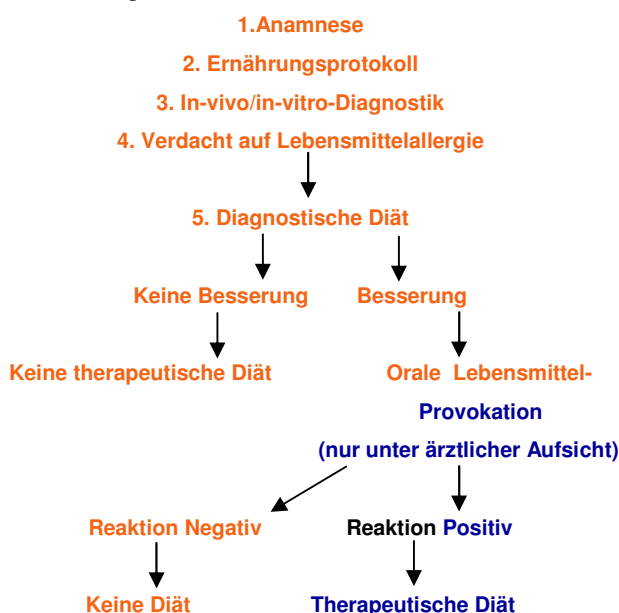 1.Anamnese
2. Ernährungsprotokoll
3. In-vivo/in-vitro-Diagnostik
4. Verdacht auf Lebensmittelallergie
5. Diagnostische Diät
Keine Besserung Besserung
Keine therapeutische Diät Orale Lebensmittel-
Provokation
(nur unter ärztlicher Aufsicht)
Reaktion Negativ Reaktion Positiv
Keine Diät Therapeutische Diät